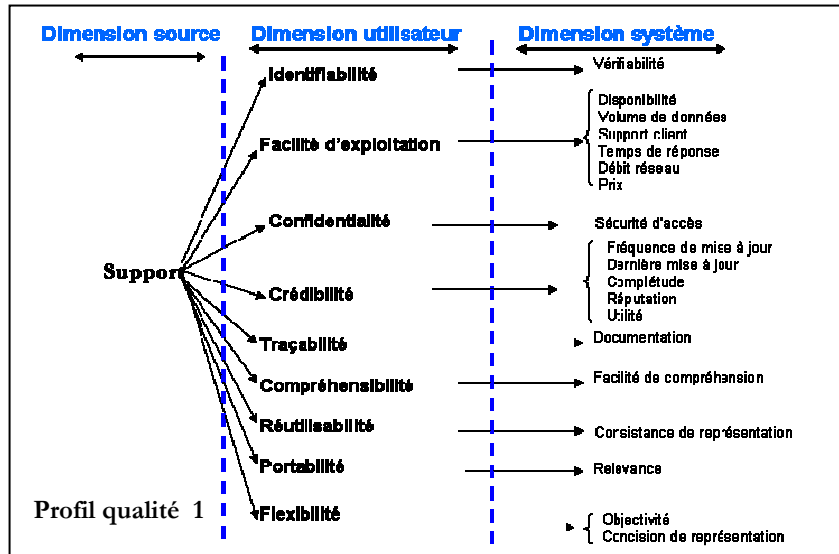 Dimension source Dimension utilisateur Dimension système
Identifiabilité Vérifiabilité
Disponibilité
Volume de données
Facilité d'exploitation Support client
Temps de réponse
Débit réseau
Prix
Confidentialité Sécurité d'accès
Fréquence de mise à jour
Support Dernière mise à jour
Complétude
Crédibilité Réputation
Utilité
Traçabilité Documentation
Compréhensibilité Facilité de compréhension
Réutilisabilité Corsistance de représentation
Portabilité Relevance
Profil qualité 1 Flexibilité Objectivité
Concision de représentation